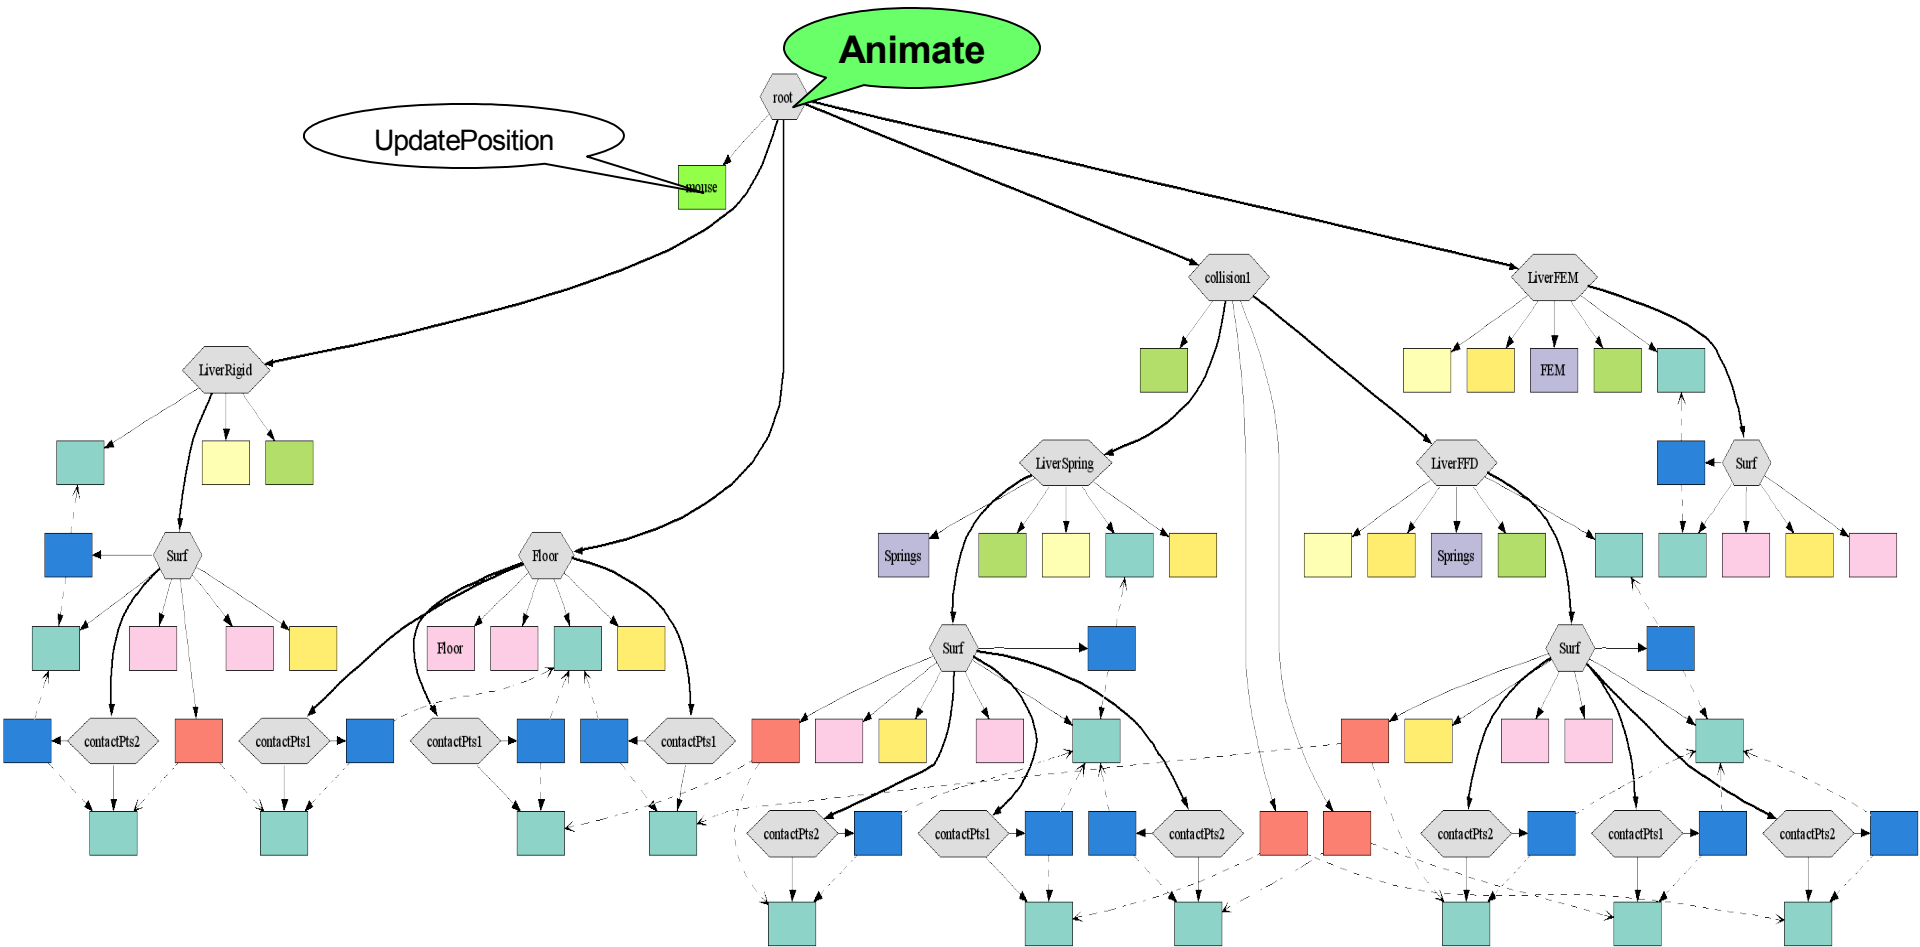 Animate
root
UpdatePosition
mouse
collision1
LiverFEM
LiverRigid
FEM
LiverSpring
LiverFFD
Surf
Surf
Floor
Springs
Springs
Floor
Surf
Surf
contactPts2
contactPts1
contactPts1
contactPts1
contactPts2
contactPts1
contactPts2
contactPts2
contactPts1
contactPts2